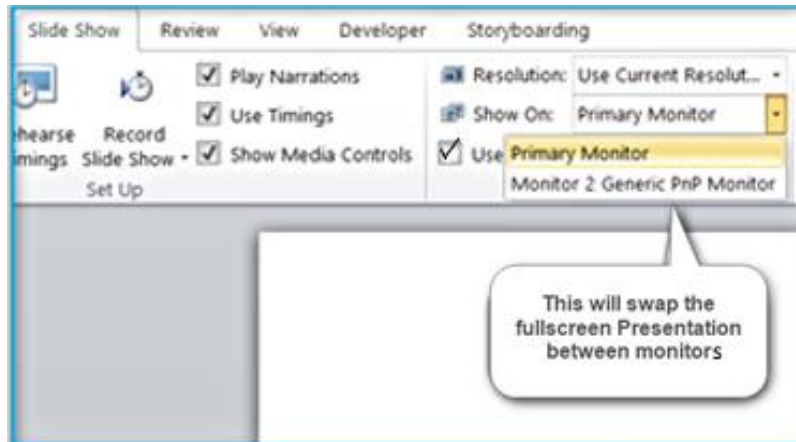 Slide Show Review View Developer Storyboarding
Play Narrations
Resolution: Use Current Resolut...
Use Timings
Show On: Primary Monitor
ehearse Record
mings Slide Show
Show Media Controls
Use
Primary Monitor
Monitor 2 Generic PnP Monitor
Set Up
This will swap the
fullscreen Presentation
between monitors